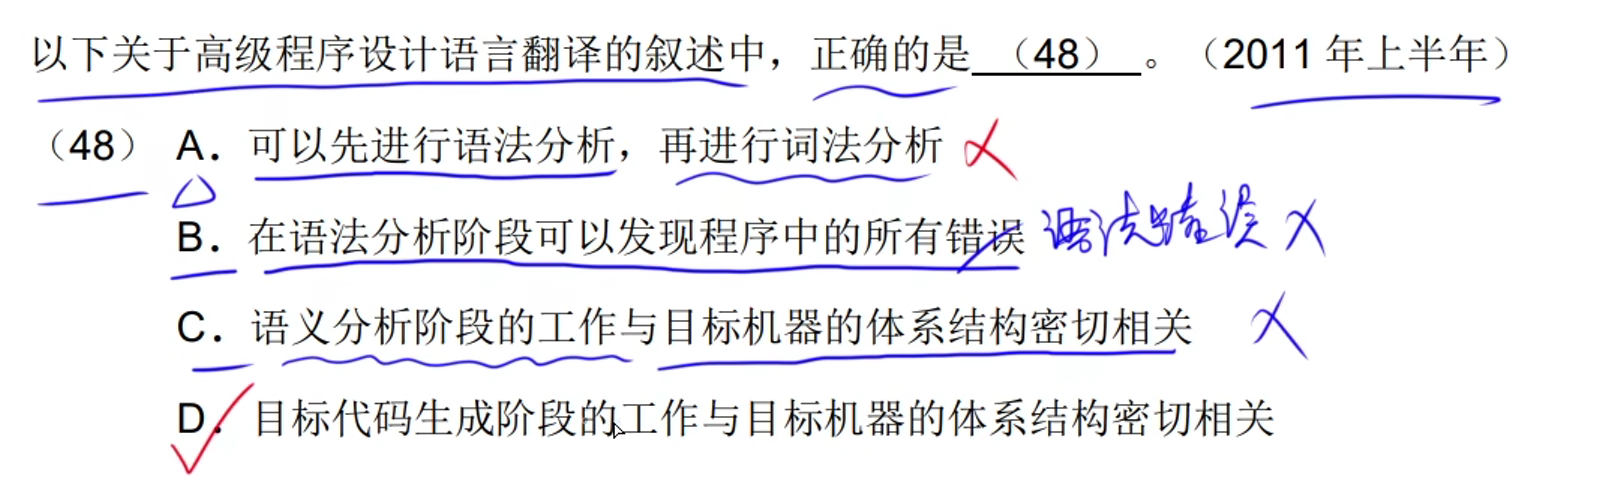 以下关于高级程序设计语言翻译的叙述中，正确的是 （48） 。（2011 年上半年）
（48） A．可以先进行语法分析，再进行词法分析
B．在语法分析阶段可以发现程序中的所有错误 语法错误
C．语义分析阶段的工作与目标机器的体系结构密切相关
D．目标代码生成阶段的工作与目标机器的体系结构密切相关